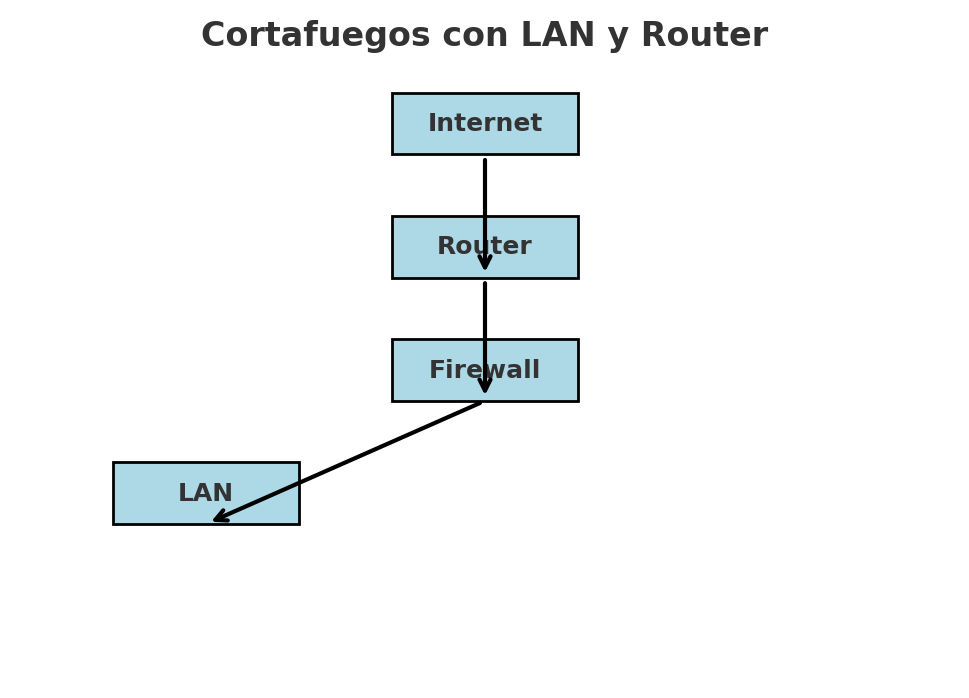 Cortafuegos con LAN y Router
Internet
Router
Firewall
LAN